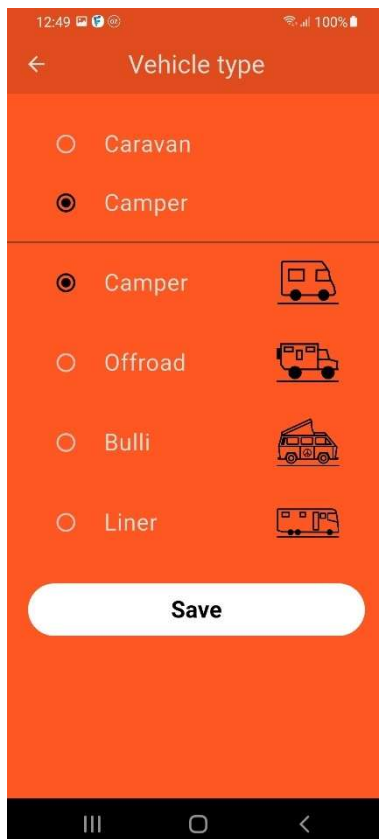 12:49 100%
Vehicle type
Caravan
Camper
Camper
Offroad
Bulli
Liner
Save